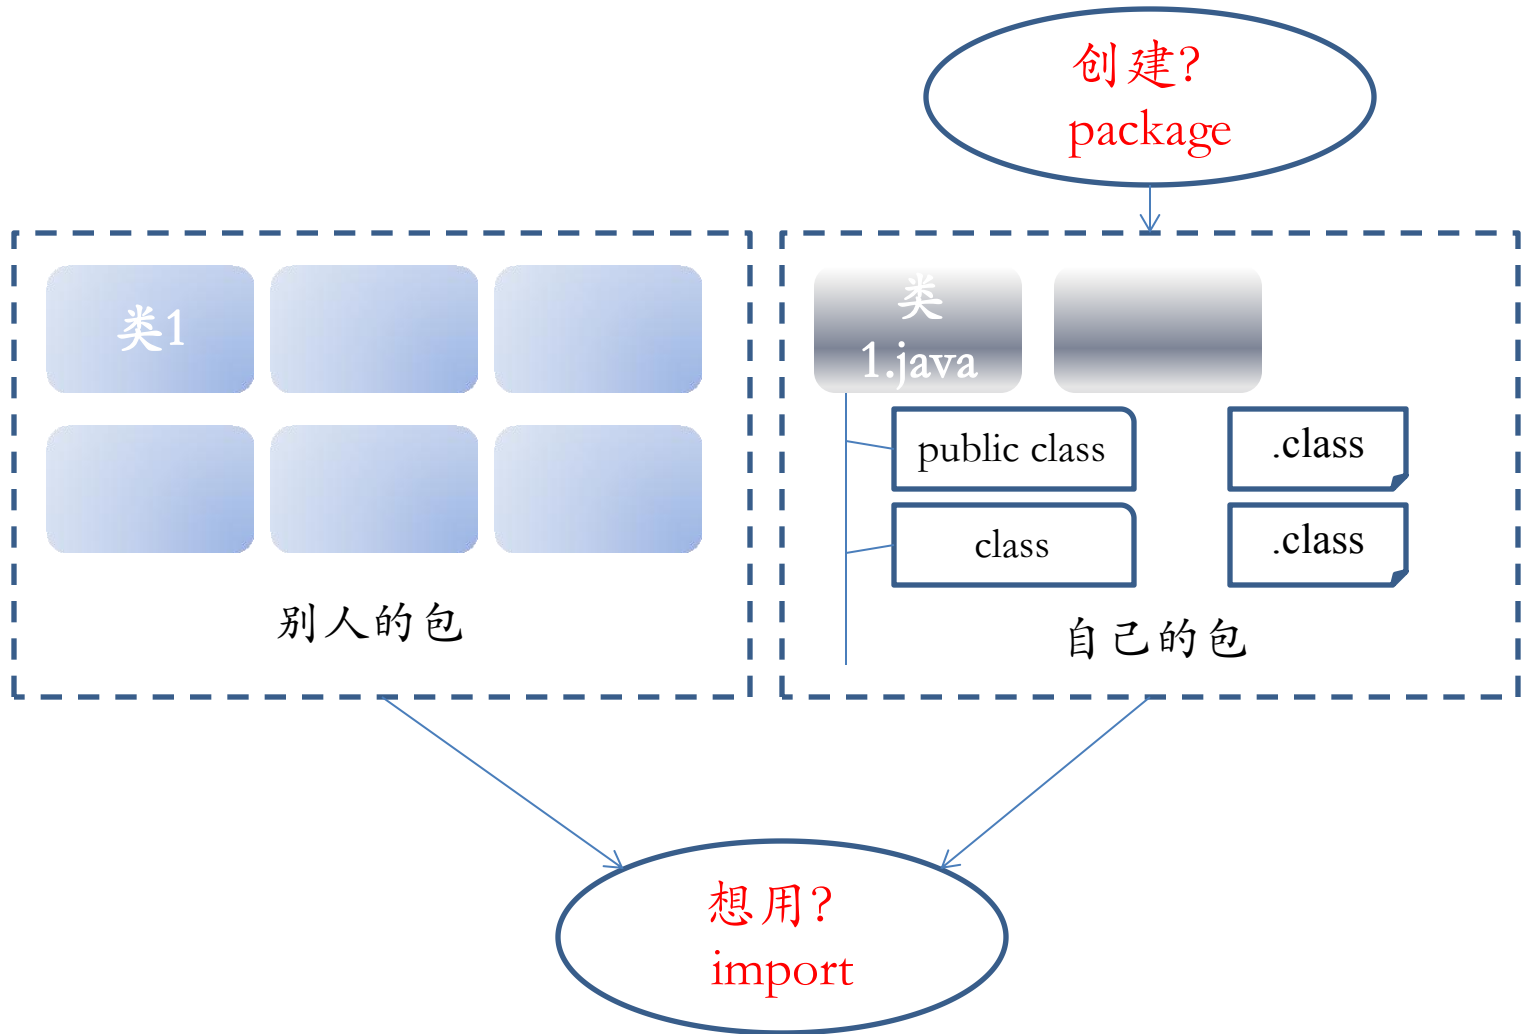 创建?
package
类1
类
1.java
public class
.class
class
.class
别人的包
自己的包
想用?
import